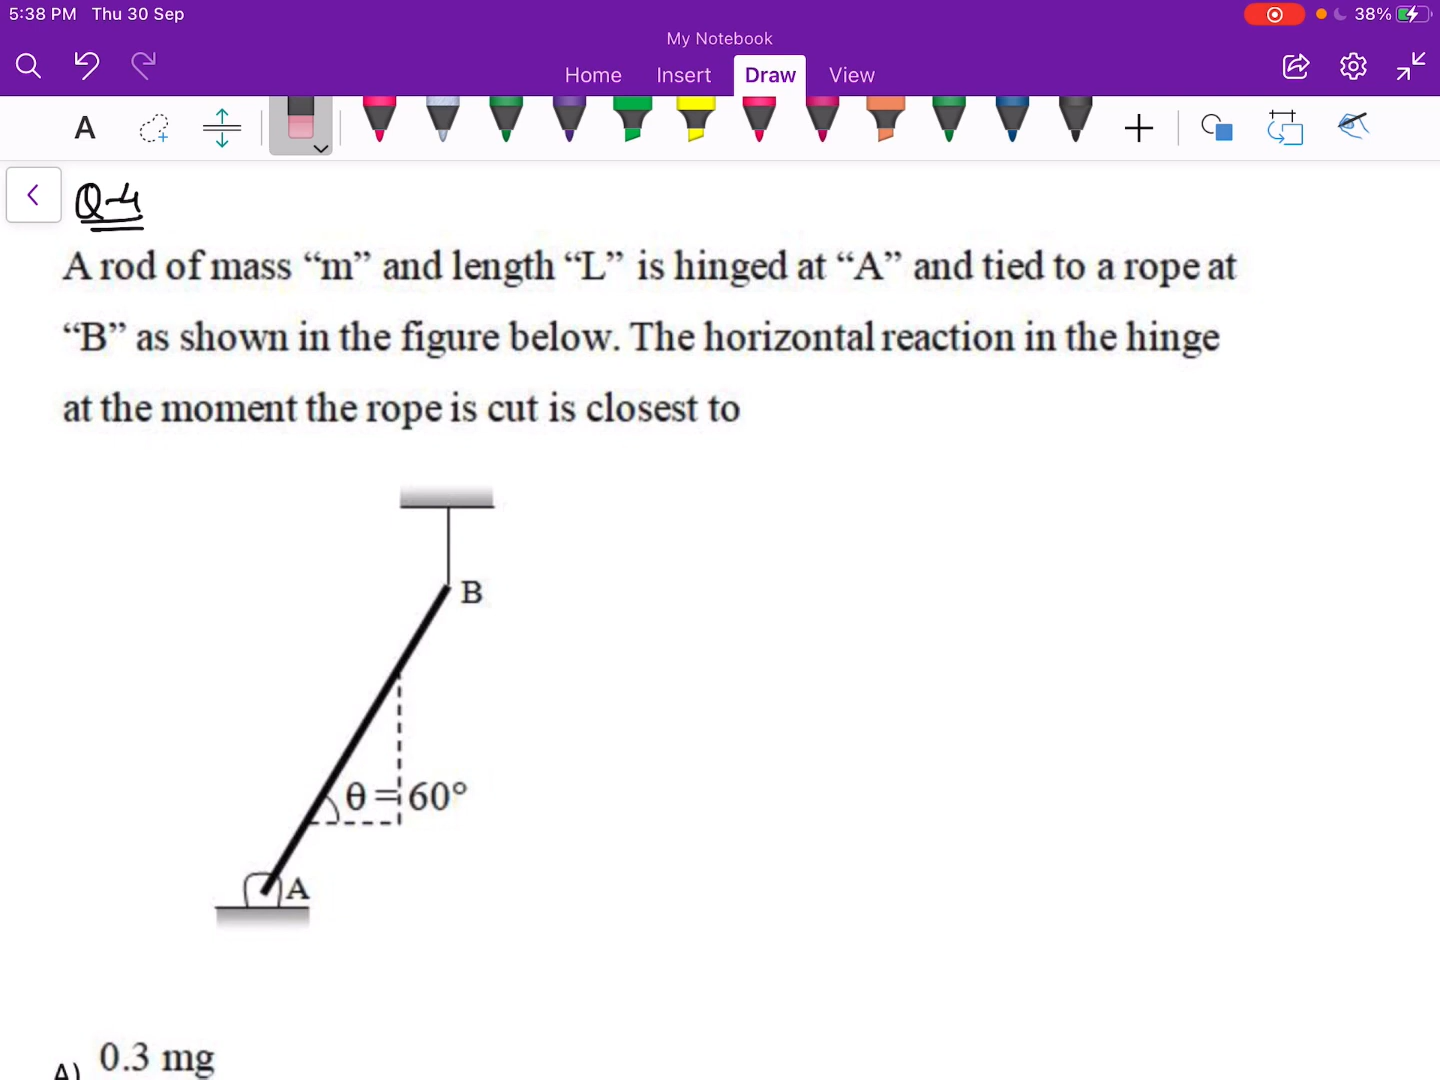 5:38 PM Thu 30 Sep
38%
My Notebook
Home Insert Draw View
A
Q-4
A rod of mass “m” and length “L” is hinged at “A” and tied to a rope at
“B” as shown in the figure below. The horizontal reaction in the hinge
at the moment the rope is cut is closest to
B
θ = 60°
A
A) 0.3 mg